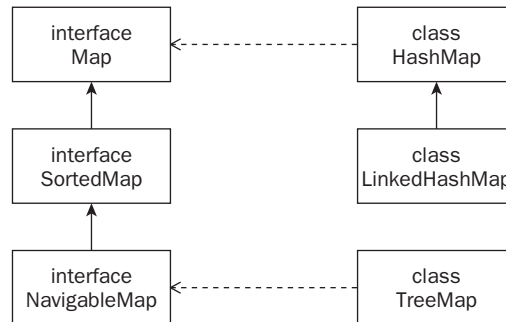 interface
Map
class
HashMap
interface
SortedMap
class
LinkedHashMap
interface
NavigableMap
class
TreeMap